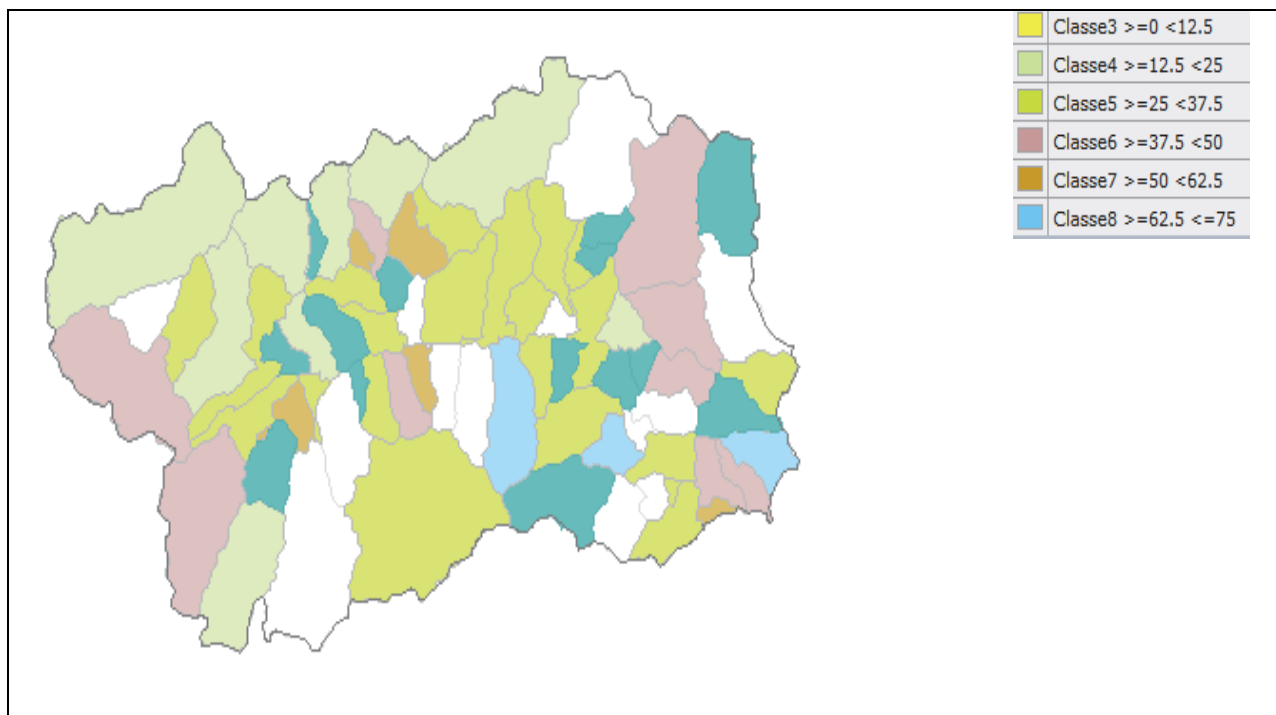 Classe3 >=0 <12.5
Classe4 >=12.5 <25
Classe5 >=25 <37.5
Classe6 >=37.5 <50
Classe7 >=50 <62.5
Classe8 >=62.5 <=75